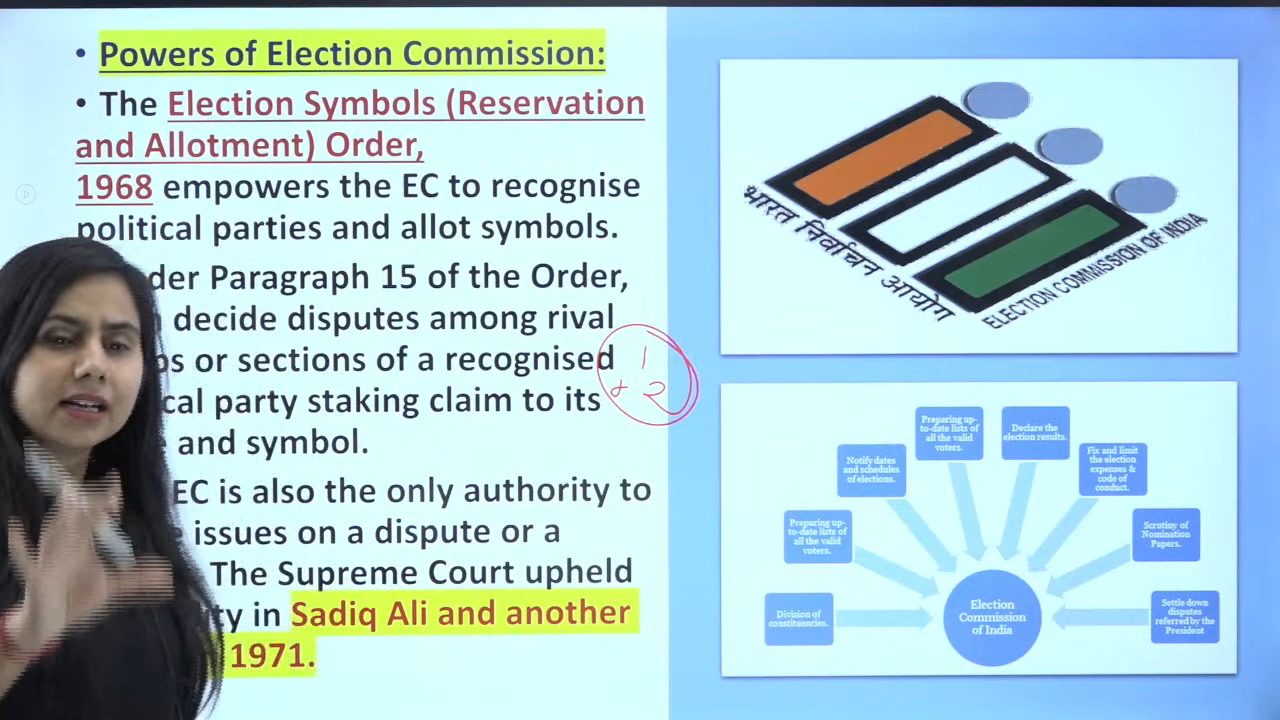 • Powers of Election Commission:
• The Election Symbols (Reservation
and Allotment) Order,
1968 empowers the EC to recognise
political parties and allot symbols.
Paragraph 15 of the Order,
decide disputes among rival
or sections of a recognised
party staking claim to its
and symbol.
EC is also the only authority to
issues on a dispute or a
The Supreme Court upheld
in Sadiq Ali and another
1971.
1
2
भारत निर्वाचन आयोग
ELECTION COMMISSION OF INDIA
Division of
constituencies.
Preparing up-
to-date lists of
all the valid
voters.
Notify dates
and schedules
of elections.
Preparing up-
to-date lists of
all the valid
voters.
Declare the
election results.
Fix and limit
the election
expenses &
code of
conduct.
Scrutiny of
Nomination
Papers.
Settle down
disputes
referred by the
President
Election
Commission
of India